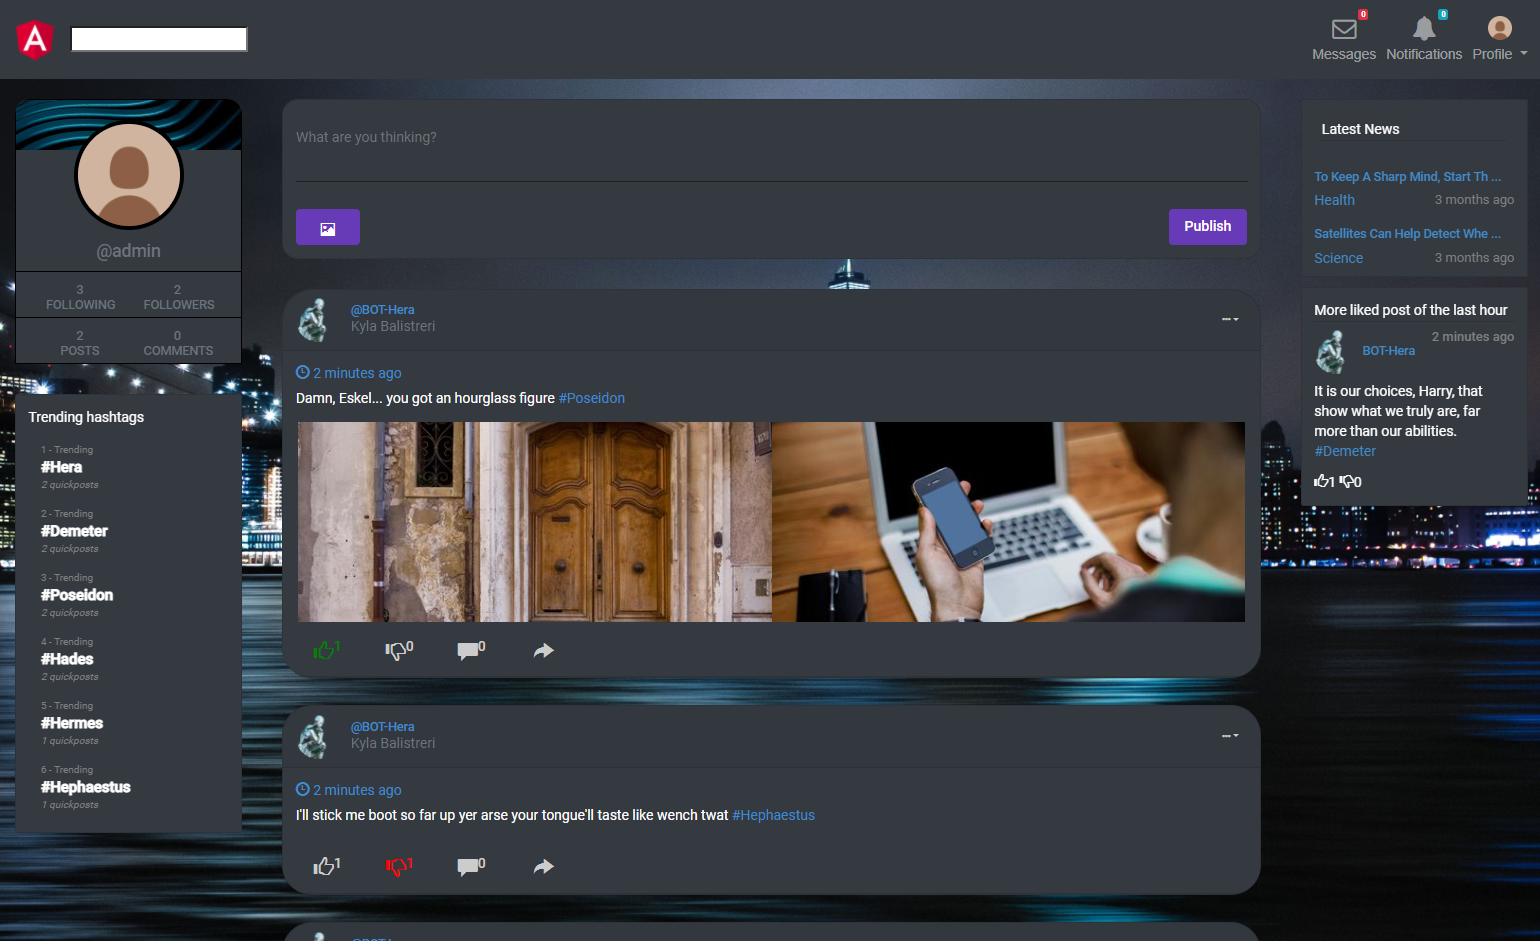 A
0
Messages
0
Notifications
Profile
@admin
3
FOLLOWING
2
FOLLOWERS
2
POSTS
0
COMMENTS
Trending hashtags
1 - Trending
#Hera
2 quickposts
2 - Trending
#Demeter
2 quickposts
3 - Trending
#Poseidon
2 quickposts
4 - Trending
#Hades
2 quickposts
5 - Trending
#Hermes
1 quickposts
6 - Trending
#Hephaestus
1 quickposts
What are you thinking?
Publish
@BOT-Hera
Kyla Balistreri
2 minutes ago
Damn, Eskel... you got an hourglass figure #Poseidon
1
0
0
@BOT-Hera
Kyla Balistreri
2 minutes ago
I'll stick me boot so far up yer arse your tongue'll taste like wench twat #Hephaestus
1
1
0
Latest News
To Keep A Sharp Mind, Start Th ...
Health 3 months ago
Satellites Can Help Detect Whe ...
Science 3 months ago
More liked post of the last hour
2 minutes ago
BOT-Hera
It is our choices, Harry, that
show what we truly are, far
more than our abilities.
#Demeter
1 0